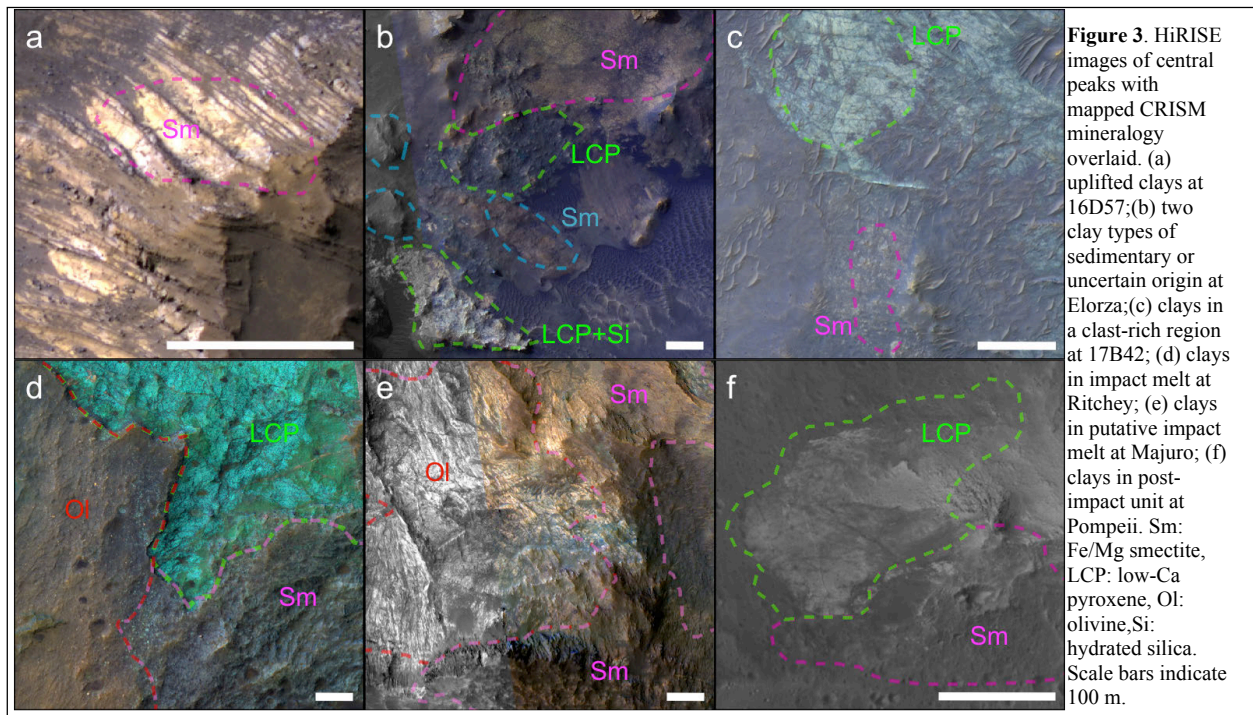 a
Sm
b
Sm
LCP
Sm
LCP+Si
c
LCP
Sm
d
LCP
Ol
Sm
e
Sm
Ol
Sm
f
LCP
Sm
Figure 3. HiRISE
images of central
peaks with
mapped CRISM
mineralogy
overlaid. (a)
uplifted clays at
16D57;(b) two
clay types of
sedimentary or
uncertain origin at
Elorza;(c) clays in
a clast-rich region
at 17B42; (d) clays
in impact melt at
Ritchey; (e) clays
in putative impact
melt at Majuro; (f)
clays in post-
impact unit at
Pompeii. Sm:
Fe/Mg smectite,
LCP: low-Ca
pyroxene, Ol:
olivine,Si:
hydrated silica.
Scale bars indicate
100 m.